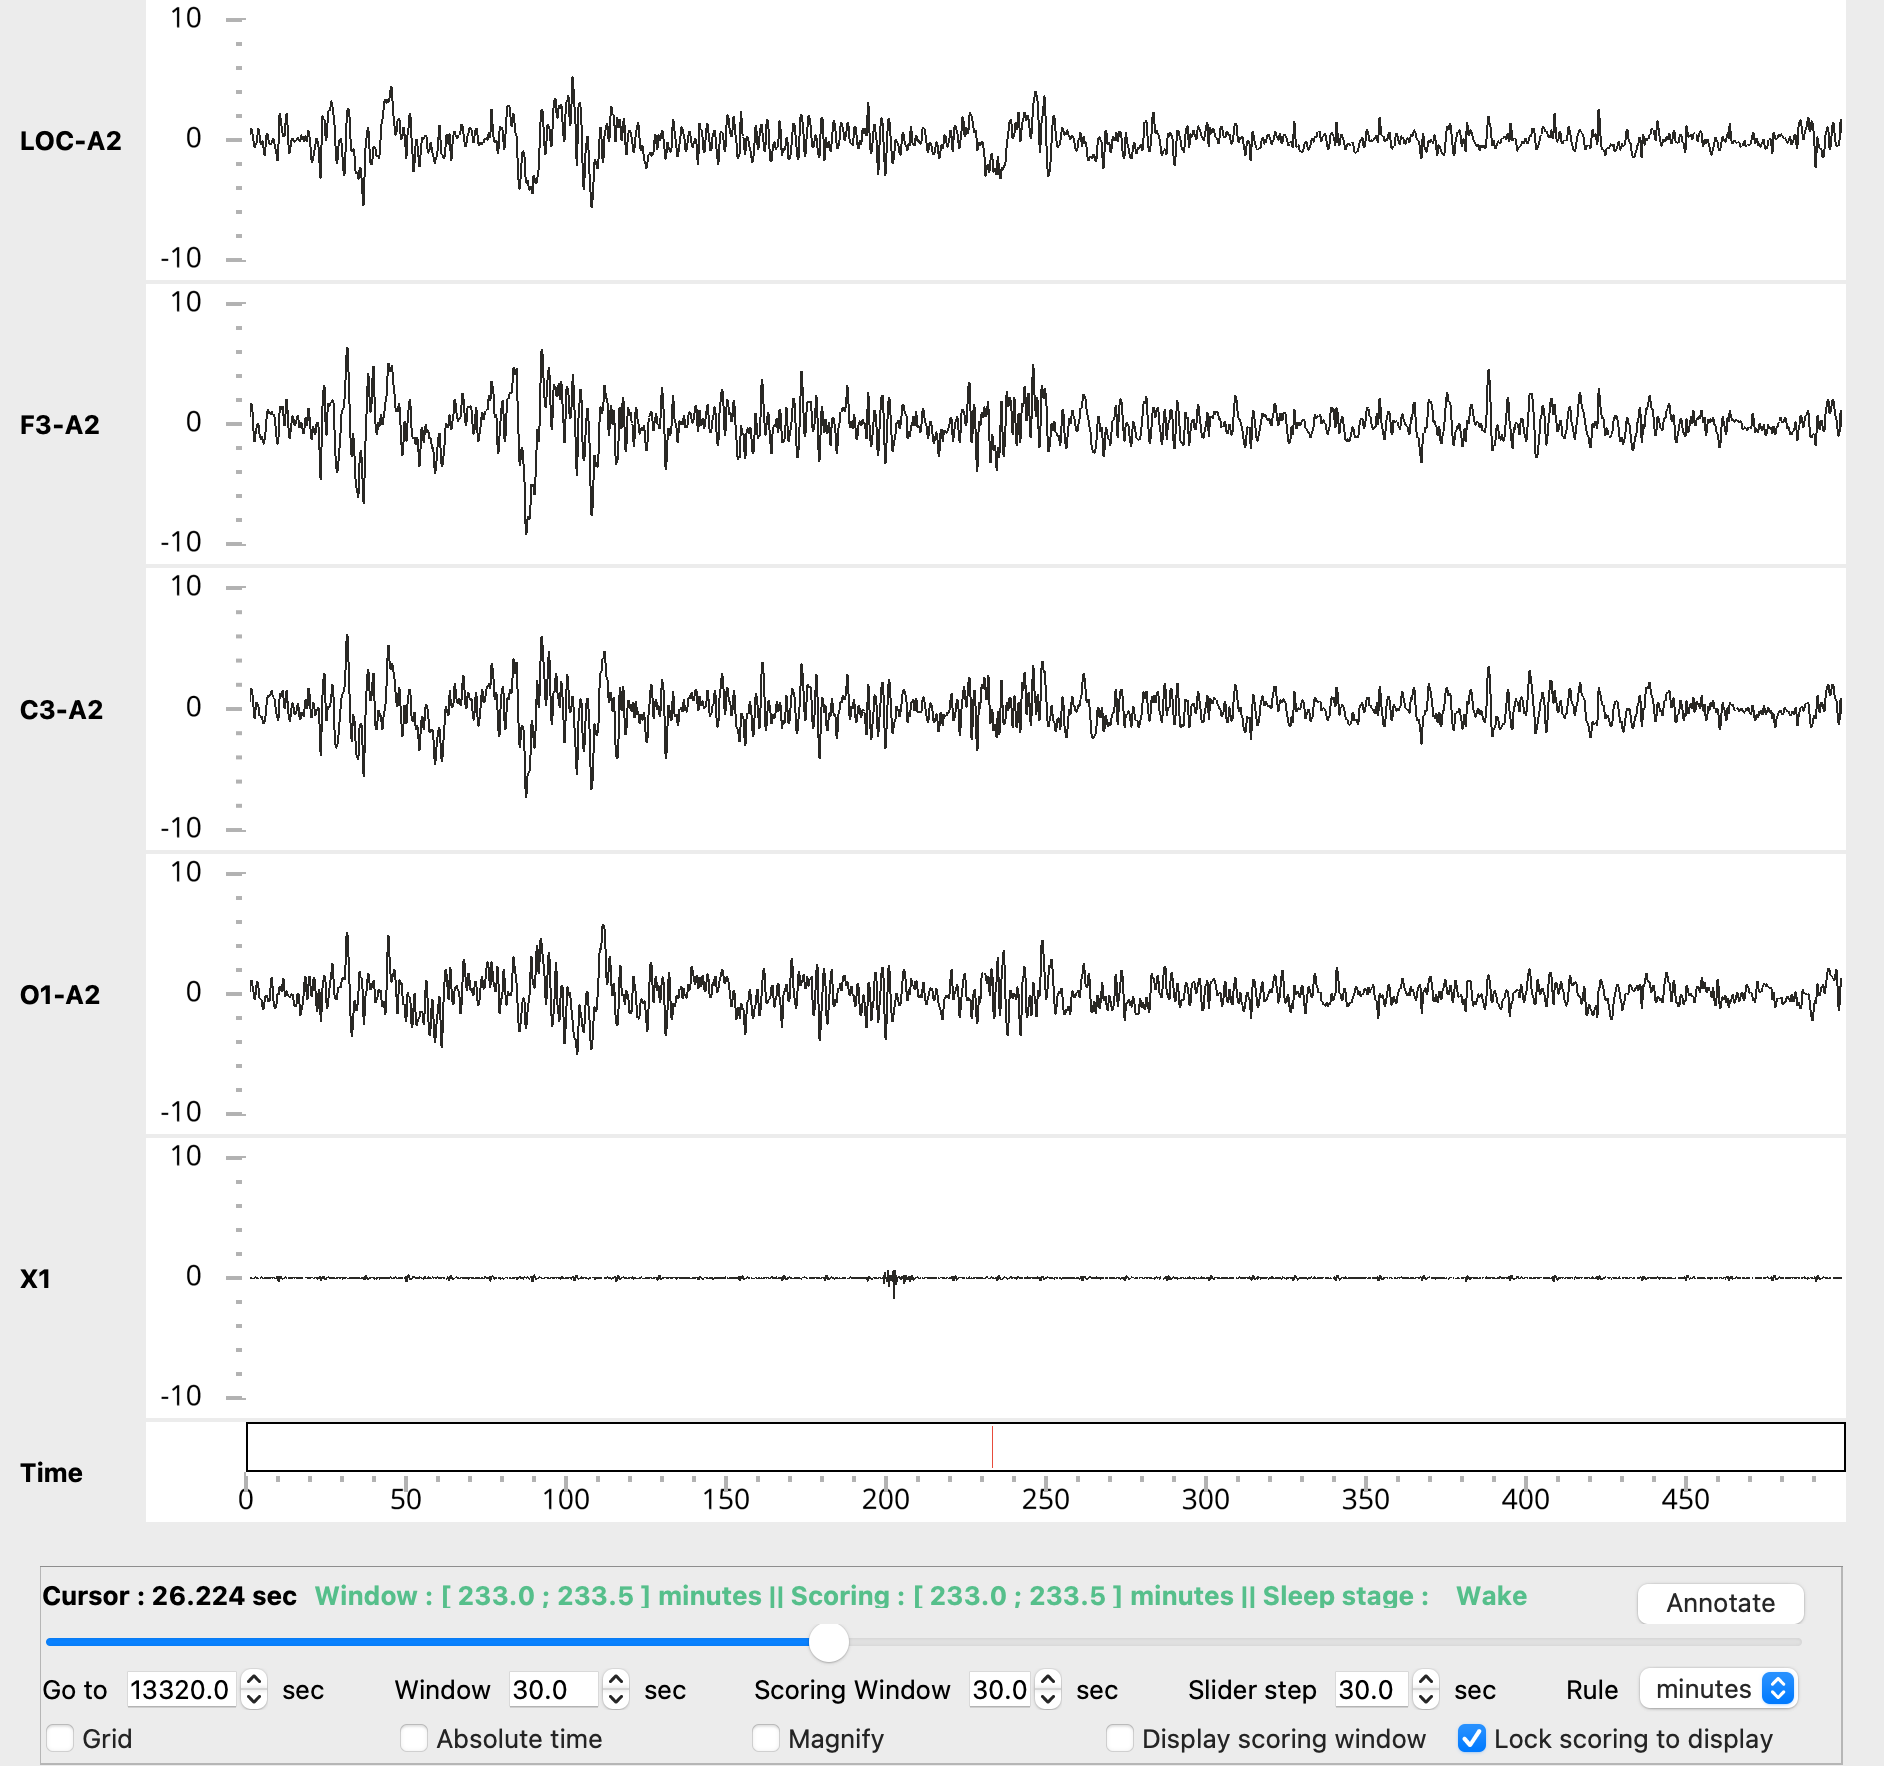 10
LOC-A2
0
-10
10
F3-A2
0
-10
10
C3-A2
0
-10
10
O1-A2
0
-10
10
X1
0
-10
Time
0 50 100 150 200 250 300 350 400 450
Cursor : 26.224 sec Window : [ 233.0 ; 233.5 ] minutes || Scoring : [ 233.0 ; 233.5 ] minutes || Sleep stage : Wake Annotate
Go to 13320.0 sec Window 30.0 sec Scoring Window 30.0 sec Slider step 30.0 sec Rule minutes
Grid Absolute time Magnify Display scoring window Lock scoring to display